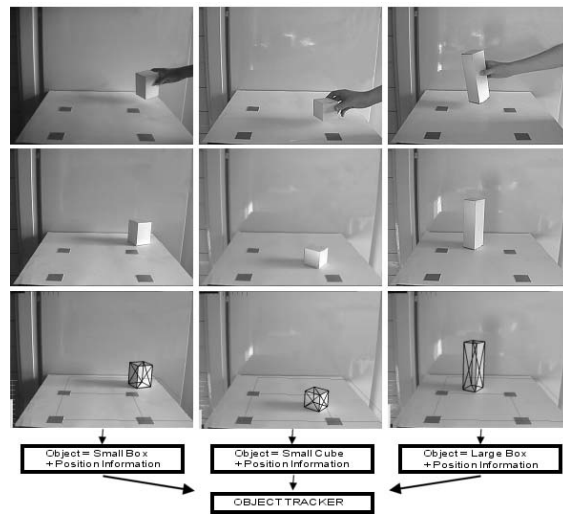 Object= Small Box
+Position Information
Object= Small Cube
+Position Information
Object= Large Box
+Position Information
OBJECT TRACKER